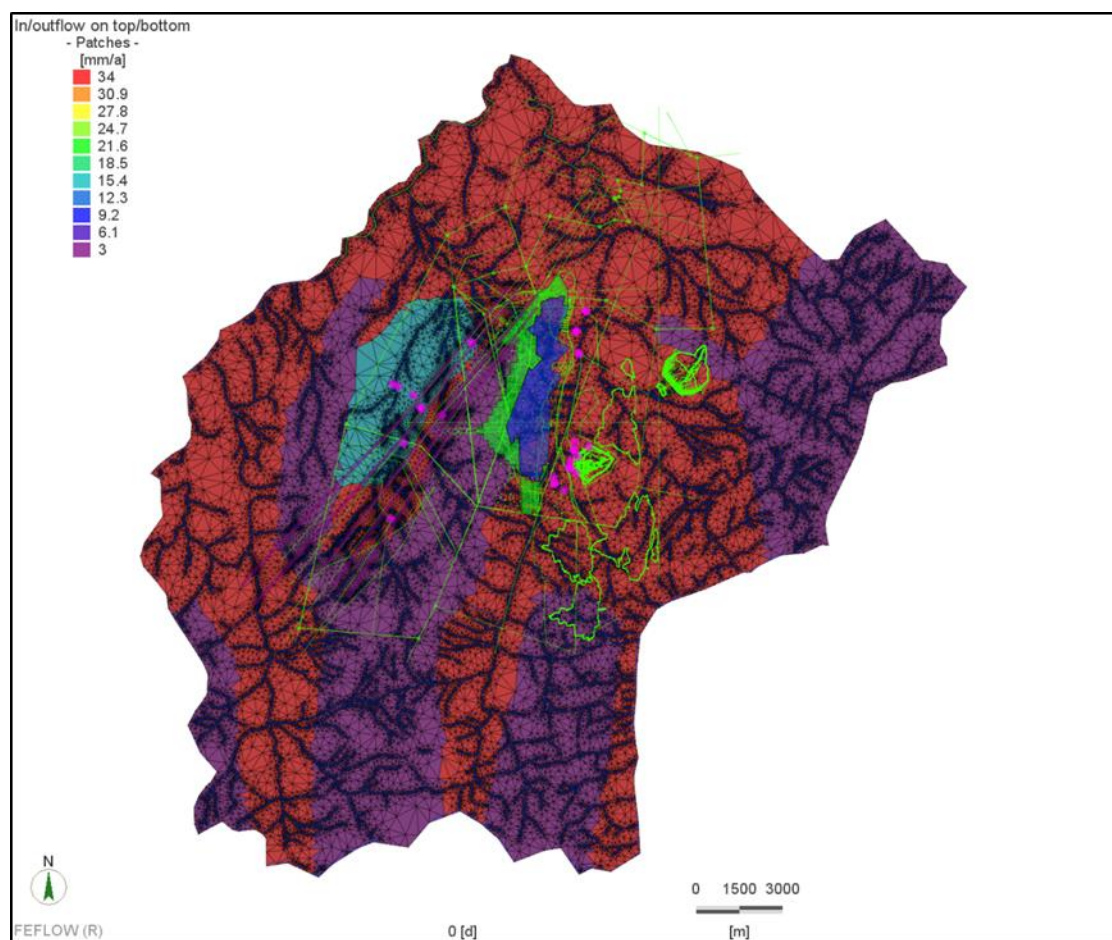 In/outflow on top/bottom
- Patches -
[mm/a]
34
30.9
27.8
24.7
21.6
18.5
15.4
12.3
9.2
6.1
3
N
0 1500 3000
FEFLOW (R)
0 [d]
[m]